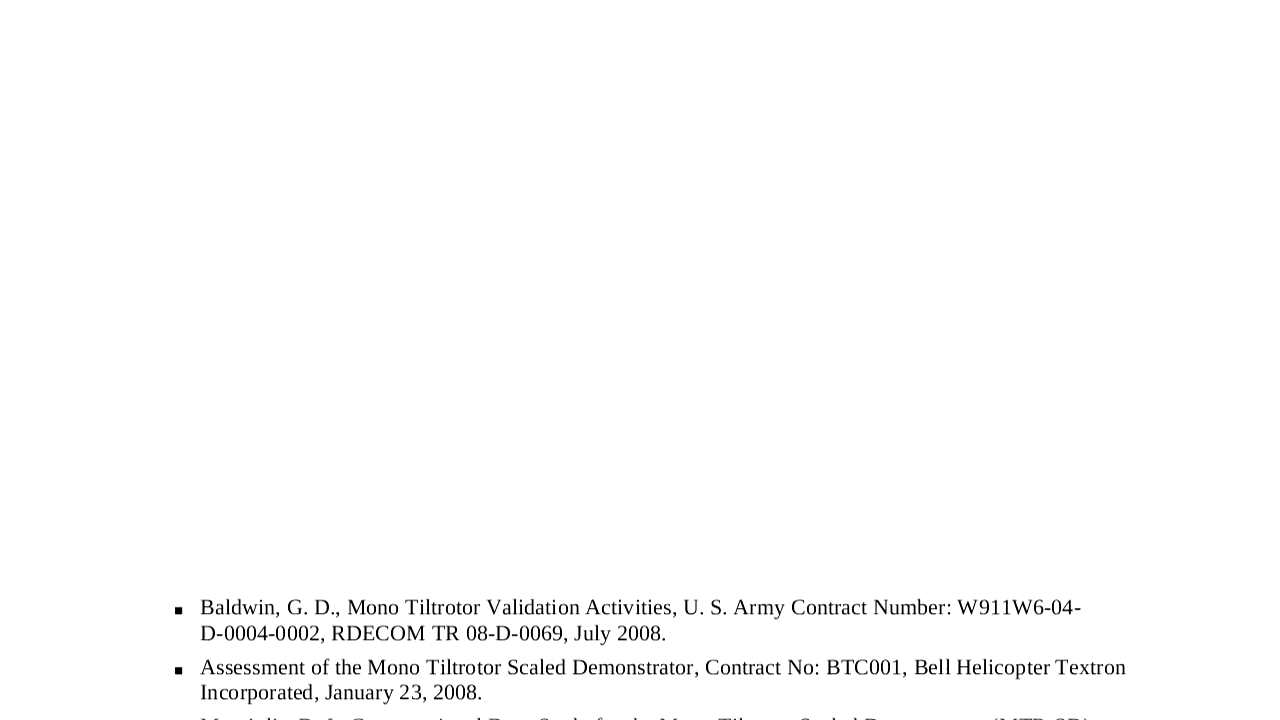 ▪ Baldwin, G. D., Mono Tiltrotor Validation Activities, U. S. Army Contract Number: W911W6-04-
D-0004-0002, RDECOM TR 08-D-0069, July 2008.
▪ Assessment of the Mono Tiltrotor Scaled Demonstrator, Contract No: BTC001, Bell Helicopter Textron
Incorporated, January 23, 2008.